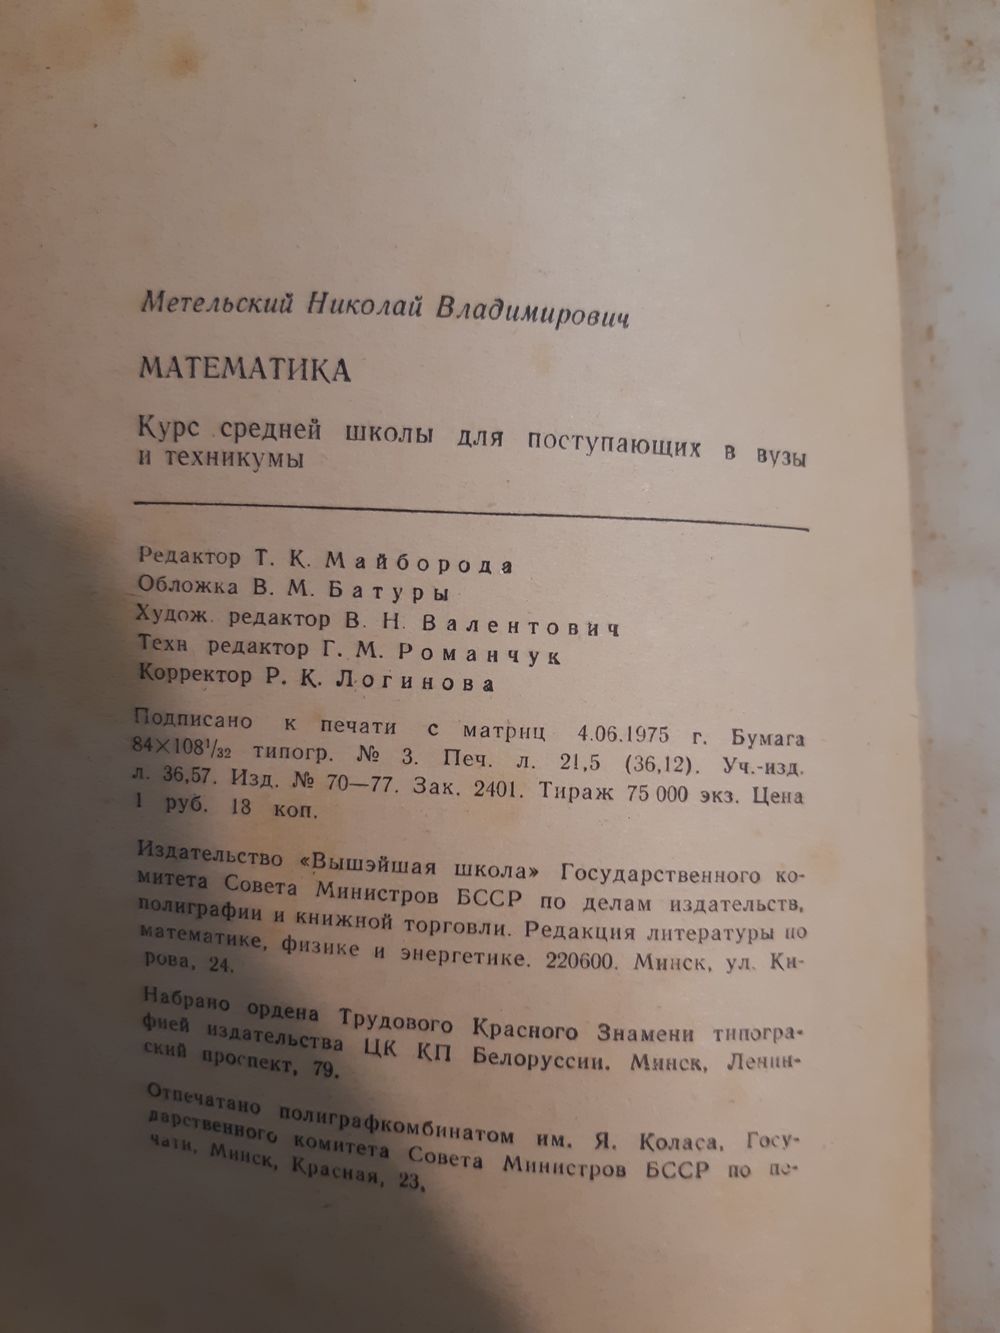 Метельский Николай Владимирович
МАТЕМАТИКА
Курс средней школы для поступающих в вузы
и техникумы
Редактор Т. К. Майборода
Обложка В. М. Батуры
Худож. редактор В. Н. Валентович
Техн редактор Г. М. Романчук
Корректор Р. К. Логинова
Подписано к печати с матриц 4.06.1975 г. Бумага
84×108¹/₃₂ типогр. № 3. Печ. л. 21,5 (36,12). Уч.-изд.
л. 36,57. Изд. № 70—77. Зак. 2401. Тираж 75 000 экз. Цена
1 руб. 18 коп.
Издательство «Вышэйшая школа» Государственного ко-
митета Совета Министров БССР по делам издательств,
полиграфии и книжной торговли. Редакция литературы по
математике, физике и энергетике. 220600. Минск, ул. Ки-
рова, 24.
Набрано ордена Трудового Красного Знамени типогра-
фией издательства ЦК КП Белоруссии. Минск, Ленин-
ский проспект, 79.
Отпечатано полиграфкомбинатом им. Я. Коласа, Госу-
дарственного комитета Совета Министров БССР по пе-
чати, Минск, Красная, 23,